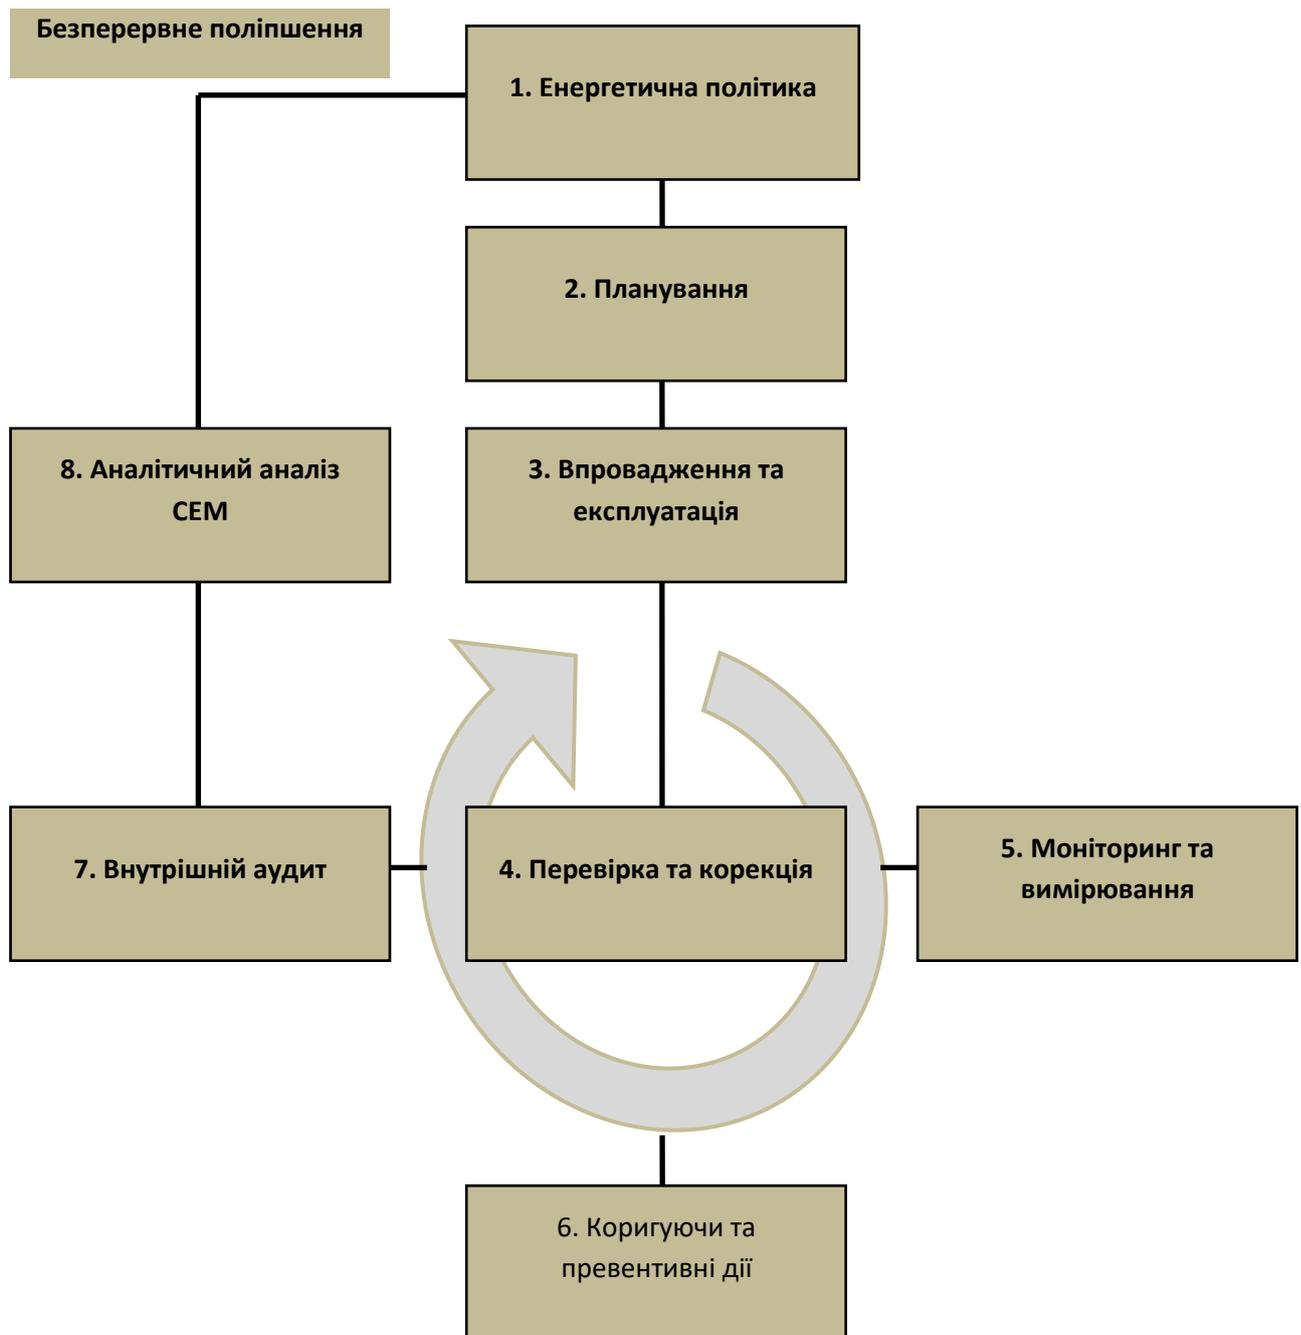 Безперервне поліпшення
1. Енергетична політика
2. Планування
8. Аналітичний аналіз
СЕМ
3. Впровадження та
експлуатація
7. Внутрішній аудит
4. Перевірка та корекція
5. Моніторинг та
вимірювання
6. Коригуючи та
превентивні дії